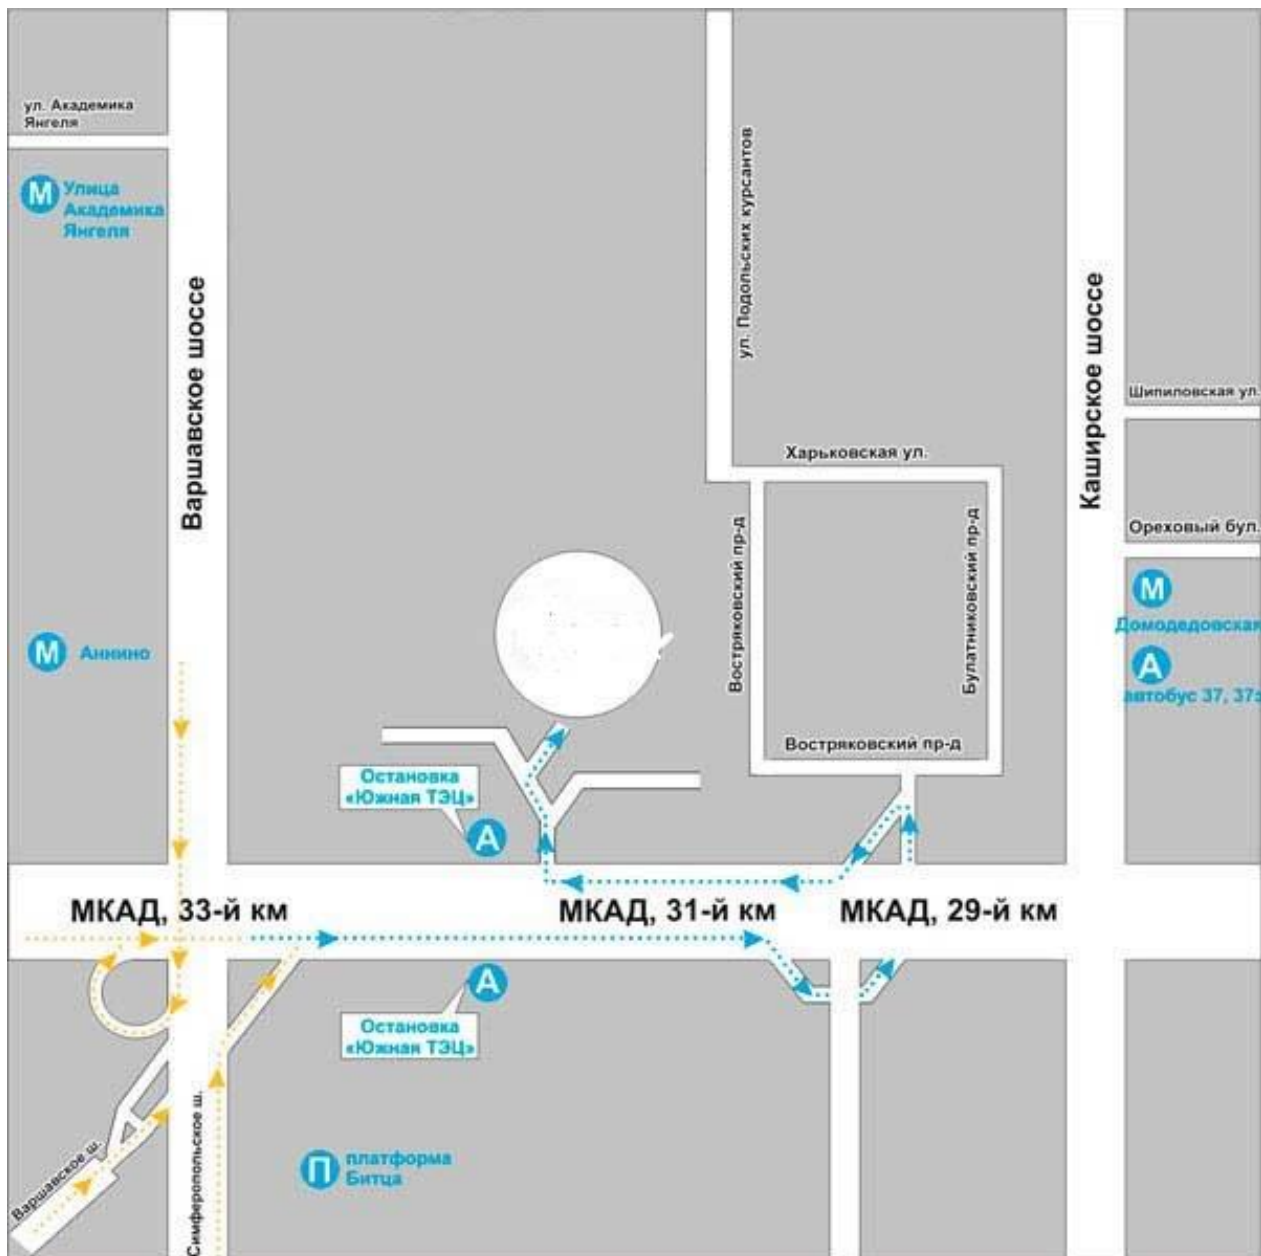 ул. Академика
Янгеля
М
Улица
Академика
Янгеля
Варшавское шоссе
ул. Подольских курсантов
Каширское шоссе
Шипиловская ул.
Харьковская ул.
Ореховый бул.
Востряковский пр-д
Булатниковский пр-д
М
Домодедовская
А
автобус 37, 37э
М Аннино
Востряковский пр-д
Остановка
«Южная ТЭЦ»
А
МКАД, 33-й км
МКАД, 31-й км
МКАД, 29-й км
А
Остановка
«Южная ТЭЦ»
Варшавское ш.
Симферопольское ш.
П
платформа
Битца